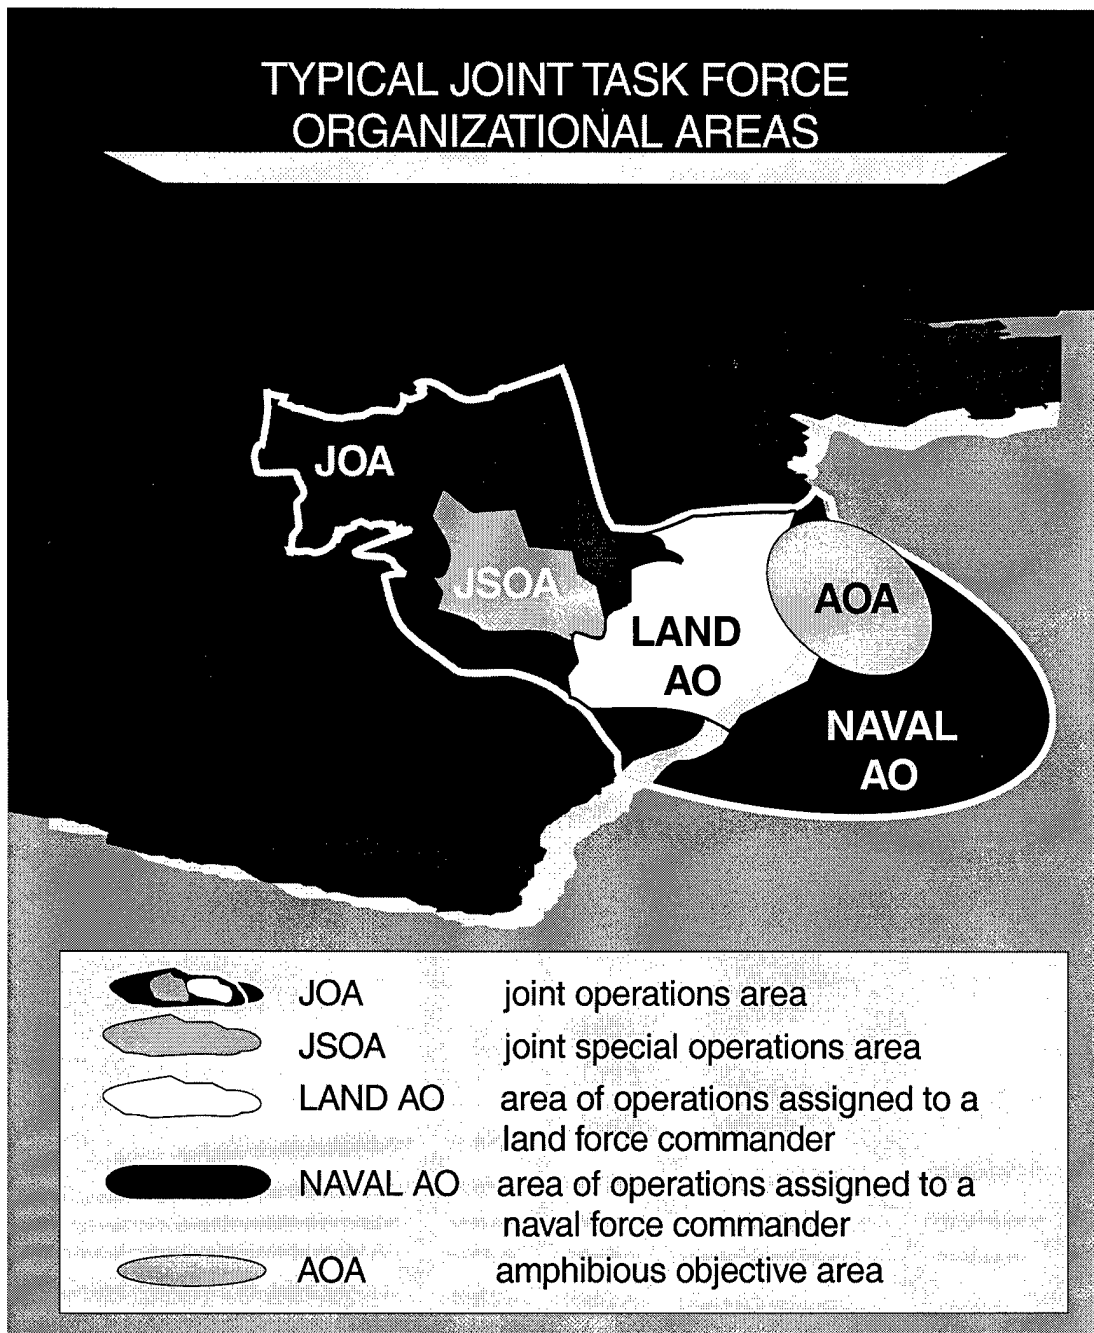 TYPICAL JOINT TASK FORCE
ORGANIZATIONAL AREAS
JOA
JSOA
AOA
LAND
AO
NAVAL
AO
JOA joint operations area
JSOA joint special operations area
LAND AO area of operations assigned to a
land force commander
NAVAL AO area of operations assigned to a
naval force commander
AOA amphibious objective area